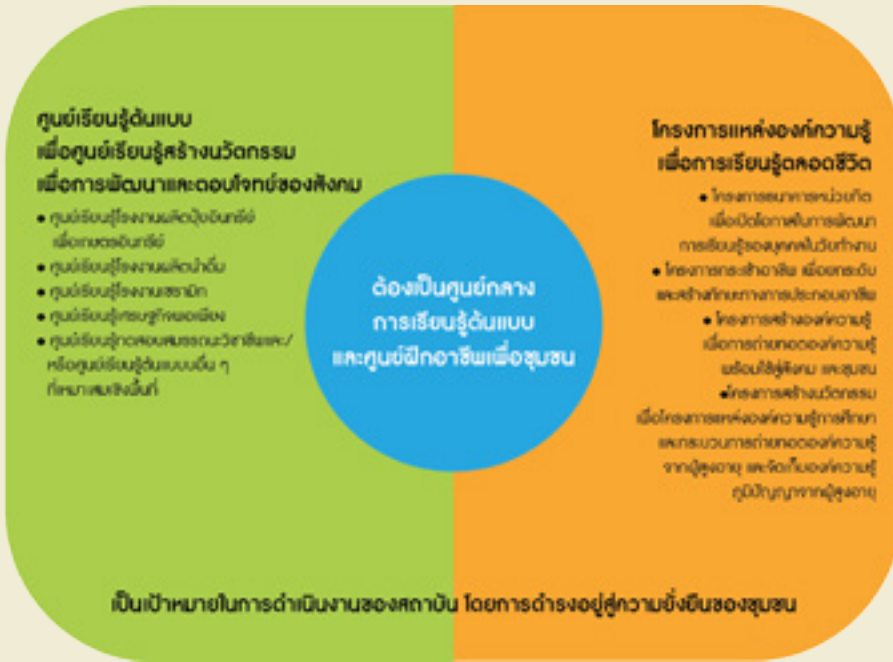 ศูนย์เรียนรู้ต้นแบบ
เพื่อศูนย์เรียนรู้สร้างนวัตกรรม
เพื่อการพัฒนาและตอบโจทย์ของสังคม
• ศูนย์เรียนรู้โรงงานผลิตปุ๋ยอินทรีย์
เพื่อเกษตรอินทรีย์
• ศูนย์เรียนรู้โรงงานผลิตน้ำดื่ม
• ศูนย์เรียนรู้โรงงานเซรามิก
• ศูนย์เรียนรู้เศรษฐกิจพอเพียง
• ศูนย์เรียนรู้ทดสอบสมรรถนะวิชาชีพและ/
หรือศูนย์เรียนรู้ต้นแบบอื่น ๆ
ที่เหมาะสมเชิงพื้นที่
ต้องเป็นศูนย์กลาง
การเรียนรู้ต้นแบบ
และศูนย์ฝึกอาชีพเพื่อชุมชน
โครงการแหล่งองค์ความรู้
เพื่อการเรียนรู้ตลอดชีวิต
• โครงการธนาคารหน่วยกิต
เพื่อเปิดโอกาสในการพัฒนา
การเรียนรู้ของบุคคลในวัยทำงาน
• โครงการกระเช้าอาชีพ เพื่อยกระดับ
และสร้างทักษะทางการประกอบอาชีพ
• โครงการสร้างองค์ความรู้
เพื่อการถ่ายทอดองค์ความรู้
พร้อมใช้สู่สังคม และชุมชน
•โครงการสร้างนวัตกรรม
เพื่อโครงการแหล่งองค์ความรู้การศึกษา
และกระบวนการถ่ายทอดองค์ความรู้
จากผู้สูงอายุ และจัดเก็บองค์ความรู้
ภูมิปัญญาจากผู้สูงอายุ
เป็นเป้าหมายในการดำเนินงานของสถาบัน โดยการดำรงอยู่สู่ความยั่งยืนของชุมชน